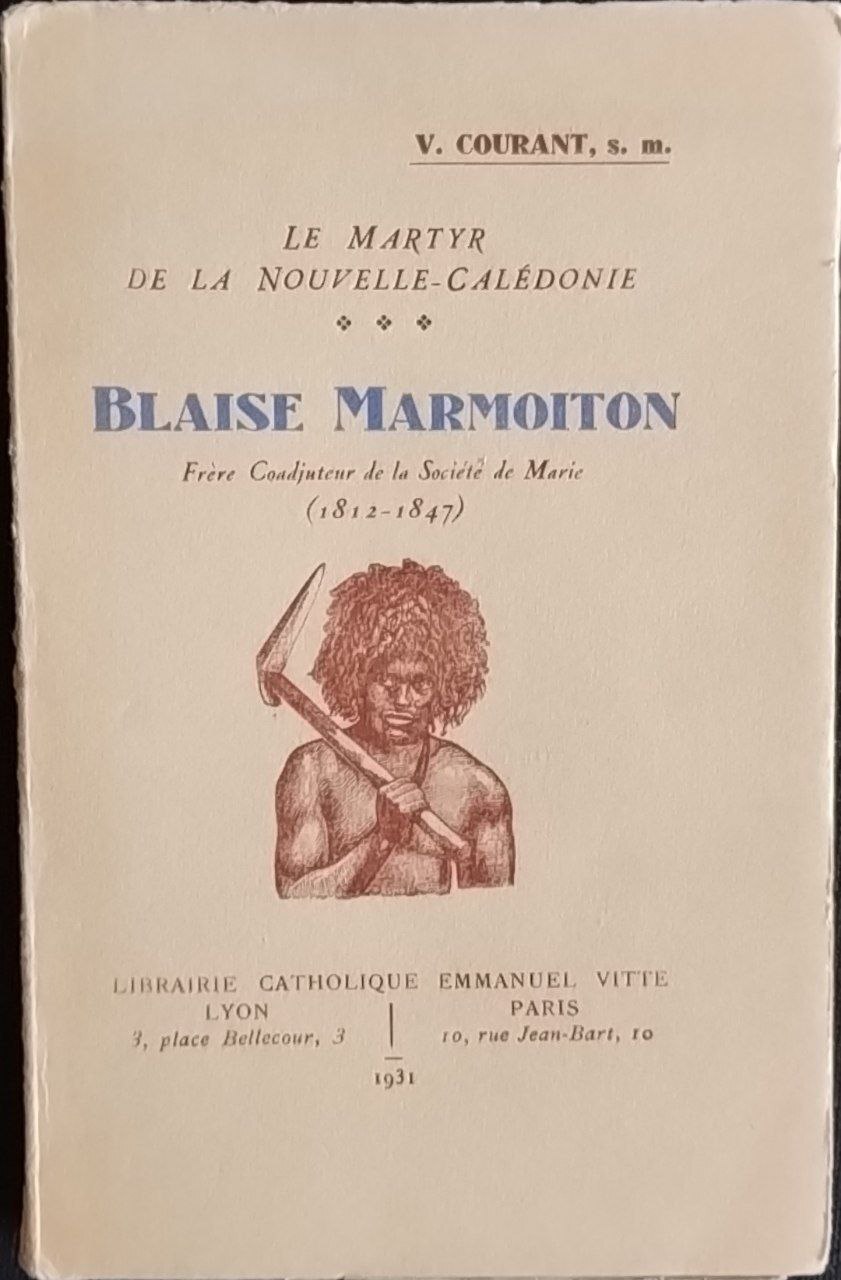 V. COURANT, s. m.
LE MARTYR
DE LA NOUVELLE-CALÉDONIE
BLAISE MARMOITON
Frère Coadjuteur de la Société de Marie
(1812-1847)
LIBRAIRIE CATHOLIQUE EMMANUEL VITTE
LYON
3, place Bellecour, 3
PARIS
10, rue Jean-Bart, 10
1931